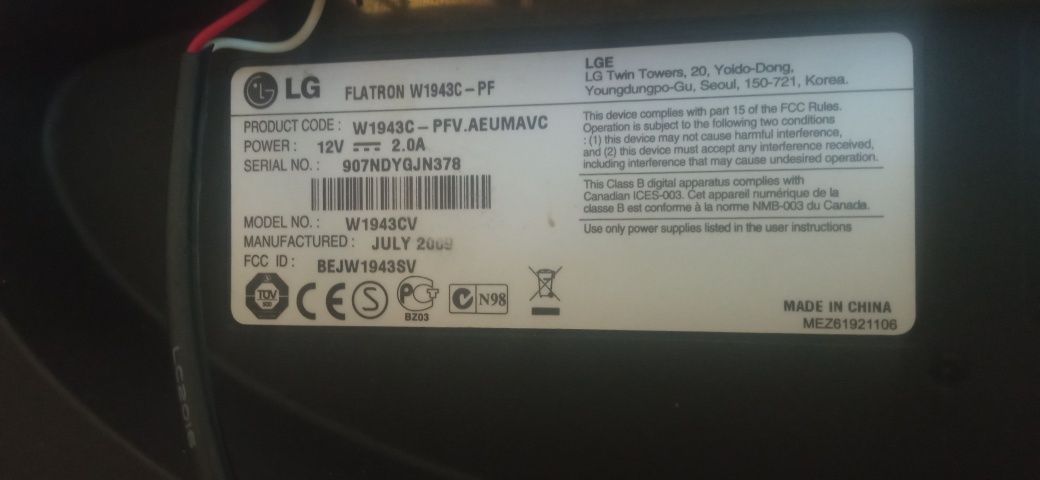 LG FLATRON W1943C-PF
PRODUCT CODE : W1943C-PFV.AEUMAVC
POWER : 12V 2.0A
SERIAL NO. : 907NDYGJN378
MODEL NO. : W1943CV
MANUFACTURED : JULY 2009
FCC ID : BEJW1943SV
TÜV
CE
S
PCT
BZ03
N98
LGE
LG Twin Towers, 20, Yoido-Dong,
Youngdungpo-Gu, Seoul, 150-721, Korea.
This device complies with part 15 of the FCC Rules.
Operation is subject to the following two conditions
: (1) this device may not cause harmful interference,
and (2) this device must accept any interference received,
including interference that may cause undesired operation.
This Class B digital apparatus complies with
Canadian ICES-003. Cet appareil numérique de la
classe B est conforme à la norme NMB-003 du Canada.
Use only power supplies listed in the user instructions
MADE IN CHINA
MEZ61921106